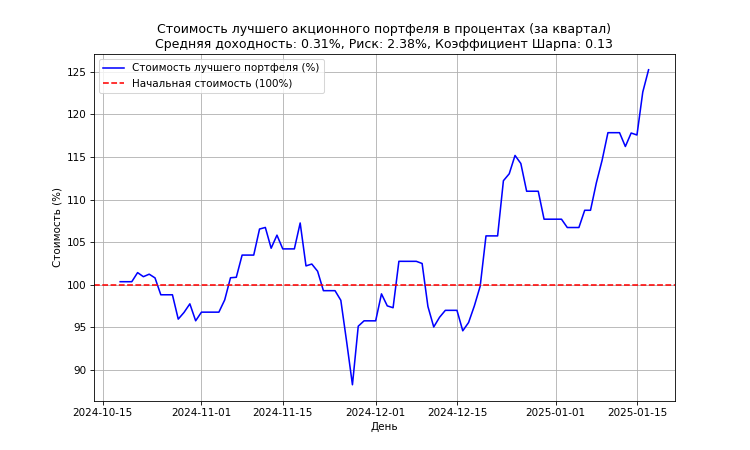 Стоимость лучшего акционного портфеля в процентах (за квартал)
Средняя доходность: 0.31%, Риск: 2.38%, Коэффициент Шарпа: 0.13
Стоимость лучшего портфеля (%)
Начальная стоимость (100%)
Стоимость (%)
125
120
115
110
105
100
95
90
2024-10-15 2024-11-01 2024-11-15 2024-12-01 2024-12-15 2025-01-01 2025-01-15
День